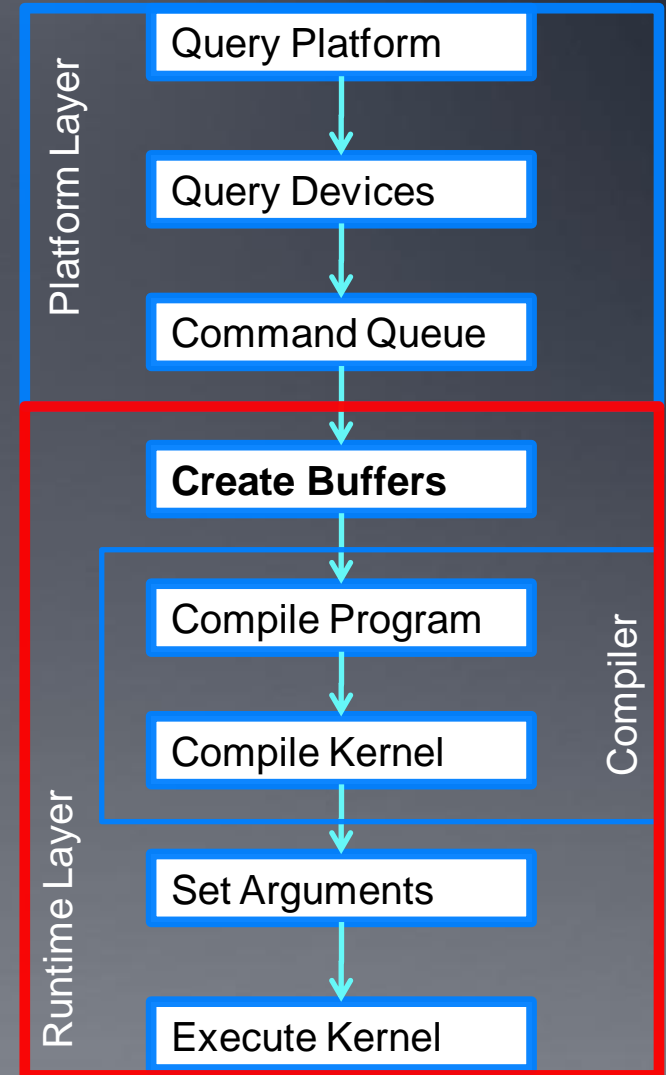 Platform Layer
Query Platform
Query Devices
Command Queue
Runtime Layer
Create Buffers
Compiler
Compile Program
Compile Kernel
Set Arguments
Execute Kernel